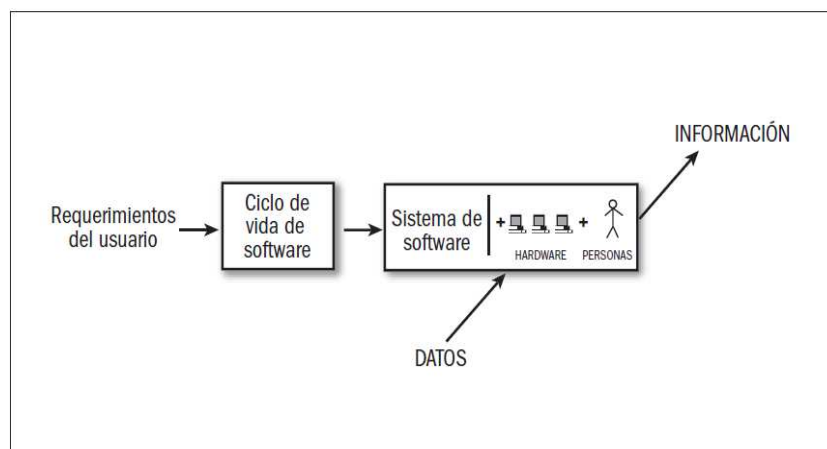 INFORMACIÓN
Requerimientos
del usuario
Ciclo de
vida de
software
Sistema de
software
+ +
HARDWARE PERSONAS
DATOS